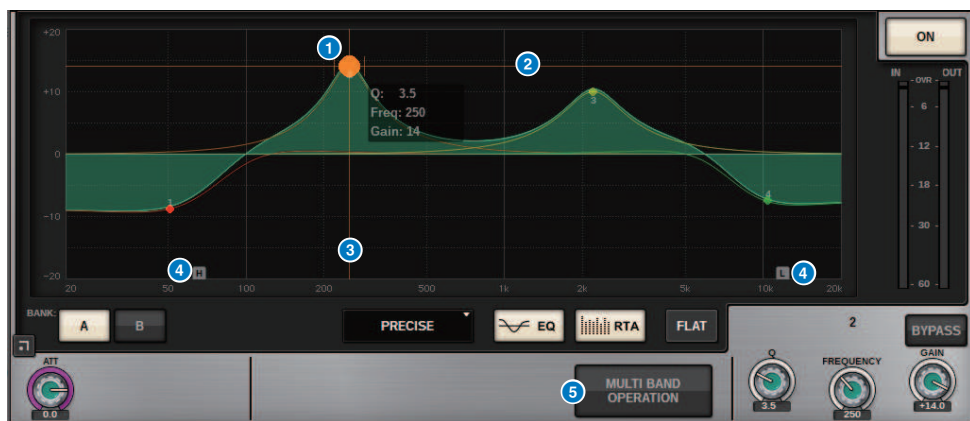 +20
1
ON
2
IN OVR OUT
+10
Q: 3.5
Freq: 250
Gain: 14
3
6
12
0
18
1
4
-10
30
3
4 H
L 4
-20
60
20 50 100 200 500 1k 2k 5k 10k 20k
BANK:
A B
PRECISE
EQ
RTA
FLAT
2
BYPASS
ATT
0.0
5
MULTI BAND
OPERATION
Q
3.5
FREQUENCY
250
GAIN
+14.0